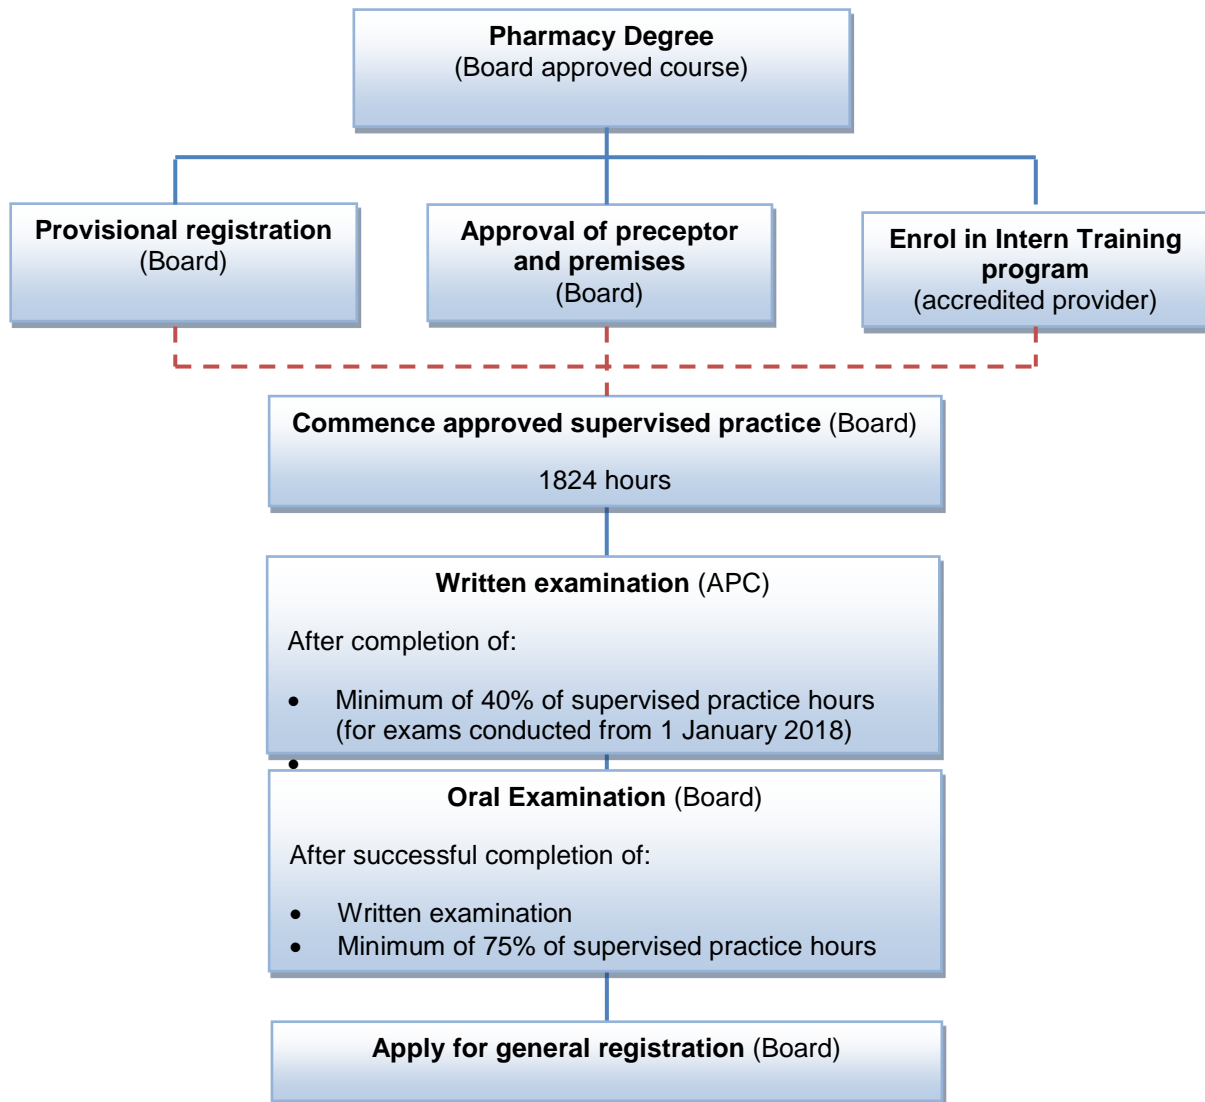 Pharmacy Degree
(Board approved course)
Provisional registration
(Board)
Approval of preceptor
and premises
(Board)
Enrol in Intern Training
program
(accredited provider)
Commence approved supervised practice (Board)
1824 hours
Written examination (APC)
After completion of:
• Minimum of 40% of supervised practice hours
(for exams conducted from 1 January 2018)
•
Oral Examination (Board)
After successful completion of:
• Written examination
• Minimum of 75% of supervised practice hours
Apply for general registration (Board)